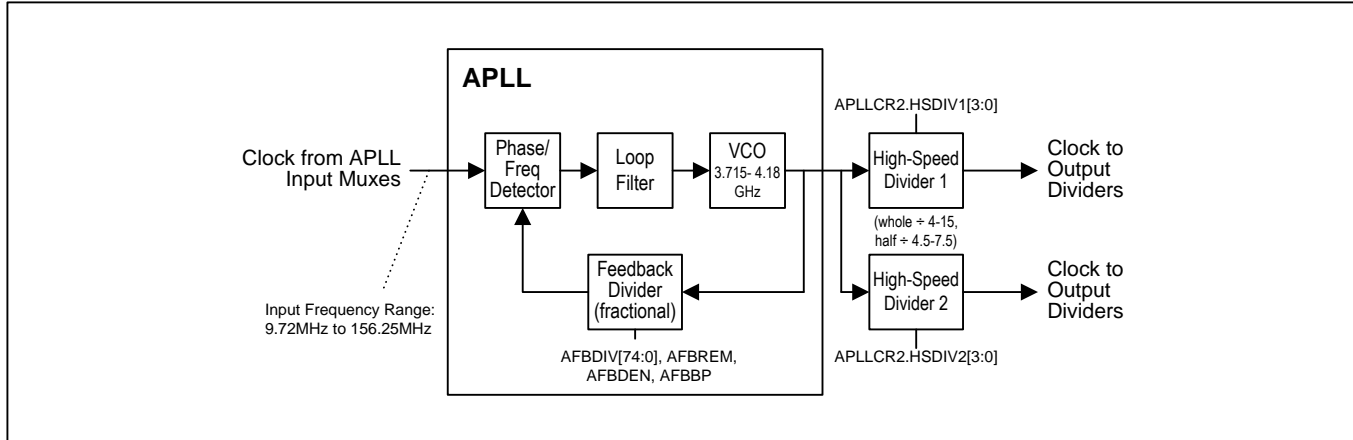 APLL
APLLCR2.HSDIV1[3:0]
Clock from APLL
Input Muxes
Phase/
Freq
Detector
Loop
Filter
VCO
3.715- 4.18
GHz
High-Speed
Divider 1
Clock to
Output
Dividers
(whole ÷ 4-15,
half ÷ 4.5-7.5)
Feedback
Divider
(fractional)
High-Speed
Divider 2
Clock to
Output
Dividers
Input Frequency Range:
9.72MHz to 156.25MHz
AFBDIV[74:0], AFBREM,
AFBDEN, AFBBP
APLLCR2.HSDIV2[3:0]